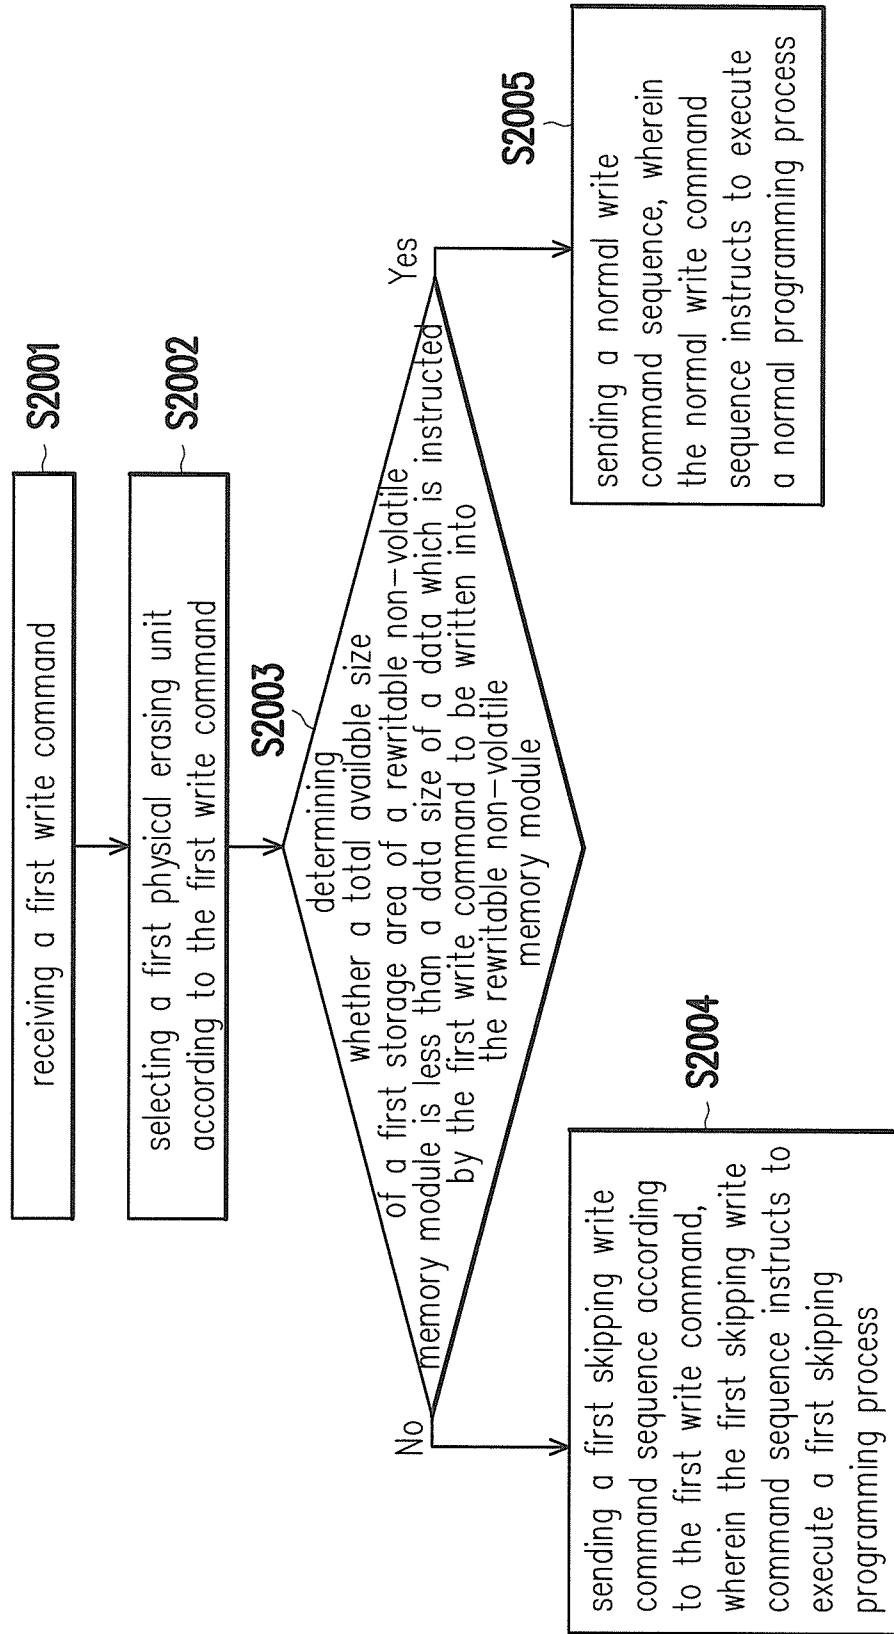 receiving a first write command
S2001
selecting a first physical erasing unit
according to the first write command
S2002
S2003
determining
whether a total available size
of a first storage area of a rewritable non-volatile
memory module is less than a data size of a data which is instructed
by the first write command to be written into
the rewritable non-volatile
memory module
No
Yes
sending a first skipping write
command sequence according
to the first write command,
wherein the first skipping write
command sequence instructs to
execute a first skipping
programming process
S2004
sending a normal write
command sequence, wherein
the normal write command
sequence instructs to execute
a normal programming process
S2005